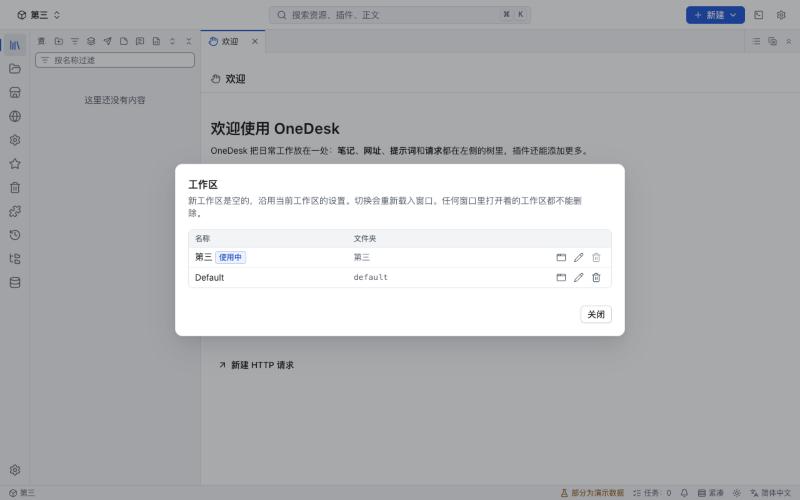 第三
搜索资源、插件、正文
⌘ K
+ 新建
欢迎
按名称过滤
这里还没有内容
欢迎
欢迎使用 OneDesk
OneDesk 把日常工作放在一处：笔记、网址、提示词和请求都在左侧的树里，插件还能添加更多。
工作区
新工作区是空的，沿用当前工作区的设置。切换会重新载入窗口。任何窗口里打开着的工作区都不能删
除。
名称 文件夹
第三 使用中 第三
Default default
关闭
新建 HTTP 请求
第三
部分为演示数据 任务：0 紧凑 简体中文